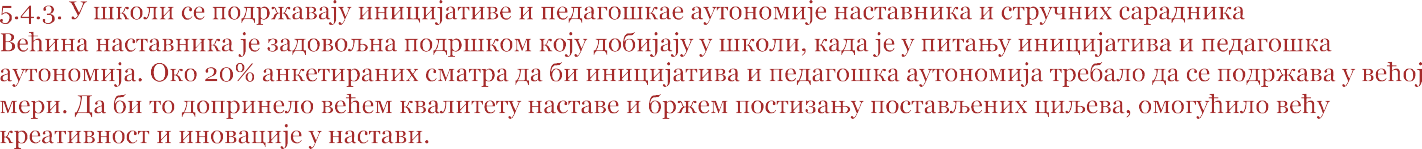 5.4.3. У школи се подржавају иницијативе и педагошкае аутономије наставника и стручних сарадника
Већина наставника је задовољна подршком коју добијају у школи, када је у питању иницијатива и педагошка
аутономија. Око 20% анкетираних сматра да би иницијатива и педагошка аутономија требало да се подржава у већој
мери. Да би то допринело већем квалитету наставе и бржем постизању постављених циљева, омогућило већу
креативност и иновације у настави.